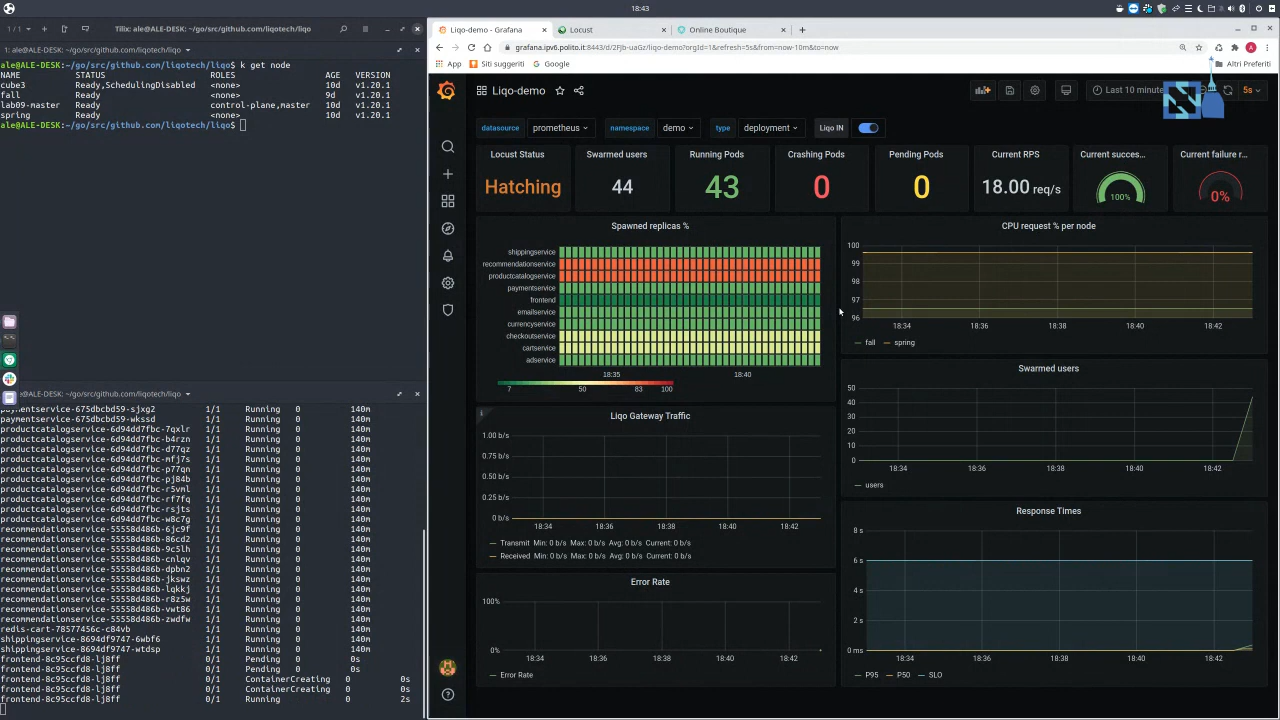 18:43
Tilix: ale@ALE-DESK: ~/go/src/github.com/liqotech/liqo
1: ale@ALE-DESK: ~/go/src/github.com/liqotech/liqo
ale@ALE-DESK:~/go/src/github.com/liqotech/liqo$ k get node
NAME STATUS ROLES AGE VERSION
cube3 Ready,SchedulingDisabled <none> 10d v1.20.1
fall Ready <none> 9d v1.20.1
lab09-master Ready control-plane,master 10d v1.20.1
spring Ready <none> 10d v1.20.1
ale@ALE-DESK:~/go/src/github.com/liqotech/liqo$
ale@ALE-DESK: ~/go/src/github.com/liqotech/liqo
paymentservice-675dbcbd59-sjxg2 1/1 Running 0 140m
paymentservice-675dbcbd59-wkssd 1/1 Running 0 140m
productcatalogservice-6d94dd7fbc-7qxlr 1/1 Running 0 140m
productcatalogservice-6d94dd7fbc-b4rzn 1/1 Running 0 140m
productcatalogservice-6d94dd7fbc-d77qz 1/1 Running 0 140m
productcatalogservice-6d94dd7fbc-mfj7s 1/1 Running 0 140m
productcatalogservice-6d94dd7fbc-p77qn 1/1 Running 0 140m
productcatalogservice-6d94dd7fbc-pj84b 1/1 Running 0 140m
productcatalogservice-6d94dd7fbc-r5vml 1/1 Running 0 140m
productcatalogservice-6d94dd7fbc-rf7fq 1/1 Running 0 140m
productcatalogservice-6d94dd7fbc-rsjts 1/1 Running 0 140m
productcatalogservice-6d94dd7fbc-w8c7g 1/1 Running 0 140m
recommendationservice-55558d486b-6jc9f 1/1 Running 0 140m
recommendationservice-55558d486b-86cd2 1/1 Running 0 140m
recommendationservice-55558d486b-9c5lh 1/1 Running 0 140m
recommendationservice-55558d486b-cnlqv 1/1 Running 0 140m
recommendationservice-55558d486b-dpbn2 1/1 Running 0 140m
recommendationservice-55558d486b-jkswz 1/1 Running 0 140m
recommendationservice-55558d486b-lqkkj 1/1 Running 0 140m
recommendationservice-55558d486b-r8z5w 1/1 Running 0 140m
recommendationservice-55558d486b-vwt86 1/1 Running 0 140m
recommendationservice-55558d486b-zwdfw 1/1 Running 0 140m
redis-cart-78577456c-c84vb 1/1 Running 0 140m
shippingservice-8694df9747-6wbf6 1/1 Running 0 140m
shippingservice-8694df9747-wtdsp 1/1 Running 0 140m
frontend-8c95ccfd8-lj8ff 0/1 Pending 0 0s
frontend-8c95ccfd8-lj8ff 0/1 Pending 0 0s
frontend-8c95ccfd8-lj8ff 0/1 ContainerCreating 0 0s
frontend-8c95ccfd8-lj8ff 0/1 ContainerCreating 0 0s
frontend-8c95ccfd8-lj8ff 0/1 Running 0 2s
Liqo-demo - Grafana
Locust
Online Boutique
grafana.ipv6.polito.it:8443/d/2FJb-uaGz/liqo-demo?orgId=1&refresh=5s&from=now-10m&to=now
A
App
Siti suggeriti
Google
Altri Preferiti
Liqo-demo
Last 10 minute
5s
datasource prometheus
namespace demo
type deployment
Liqo IN
Locust Status
Hatching
Swarmed users
44
Running Pods
43
Crashing Pods
0
Pending Pods
0
Current RPS
18.00 req/s
Current succes...
100%
Current failure r...
0%
Spawned replicas %
shippingservice
recommendationservice
productcatalogservice
paymentservice
frontend
emailservice
currencyservice
checkoutservice
cartservice
adservice
18:35 18:40
7 50 83 100
CPU request % per node
100
99
98
97
96
18:34 18:36 18:38 18:40 18:42
fall spring
Liqo Gateway Traffic
1.00 b/s
0.75 b/s
0.50 b/s
0.25 b/s
0 b/s
18:34 18:36 18:38 18:40 18:42
Transmit Min: 0 b/s Max: 0 b/s Avg: 0 b/s Current: 0 b/s
Received Min: 0 b/s Max: 0 b/s Avg: 0 b/s Current: 0 b/s
Swarmed users
50
40
30
20
10
0
18:34 18:36 18:38 18:40 18:42
users
Error Rate
100%
0%
18:34 18:36 18:38 18:40 18:42
Error Rate
Response Times
8 s
6 s
4 s
2 s
0 ms
18:34 18:36 18:38 18:40 18:42
P95 P50 SLO